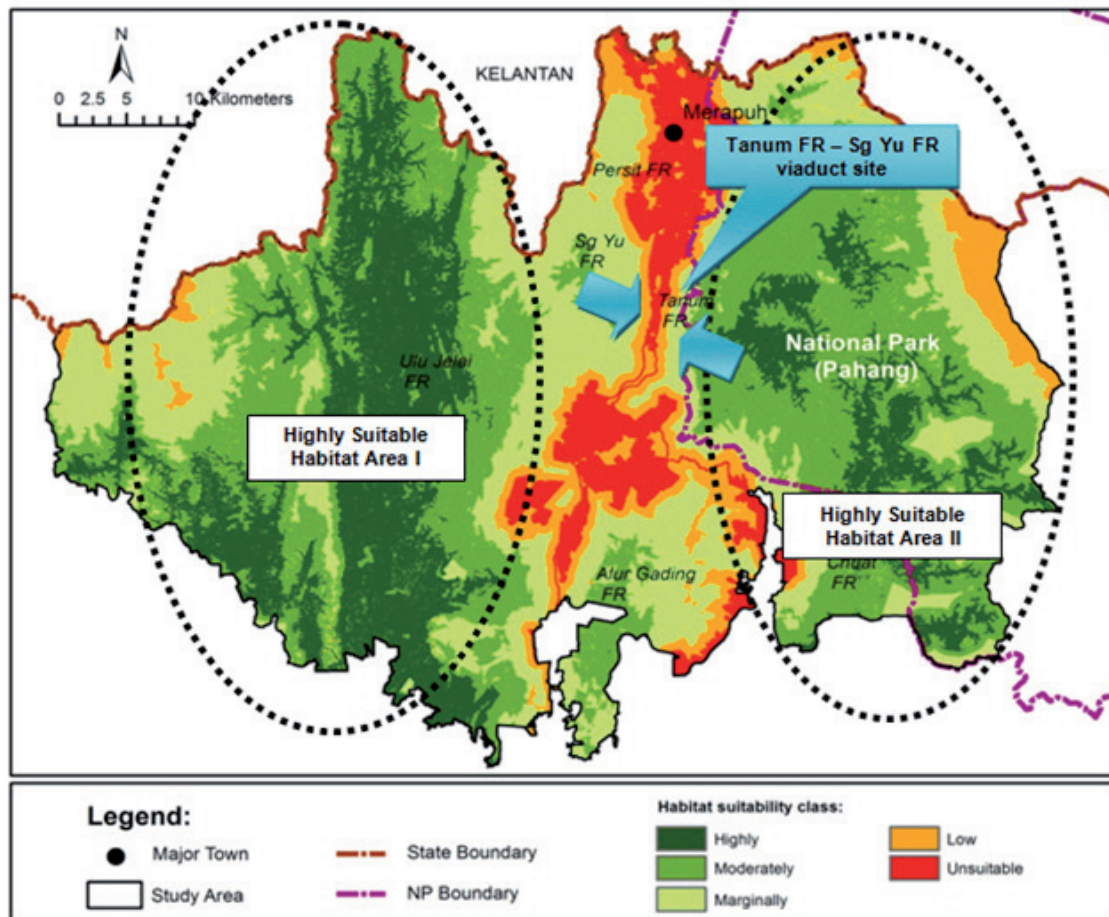 KELANTAN
0 2.5 5 10 Kilometers
Merapuh
Tanum FR – Sg Yu FR
viaduct site
Persit FR
Sg Yu
FR
Tanum
FR
National Park
(Pahang)
Ulu Jelai
FR
Highly Suitable
Habitat Area I
Highly Suitable
Habitat Area II
Chuat
FR
Alur Gading
FR
Legend:
Major Town
Study Area
State Boundary
NP Boundary
Habitat suitability class:
Highly
Moderately
Marginally
Low
Unsuitable